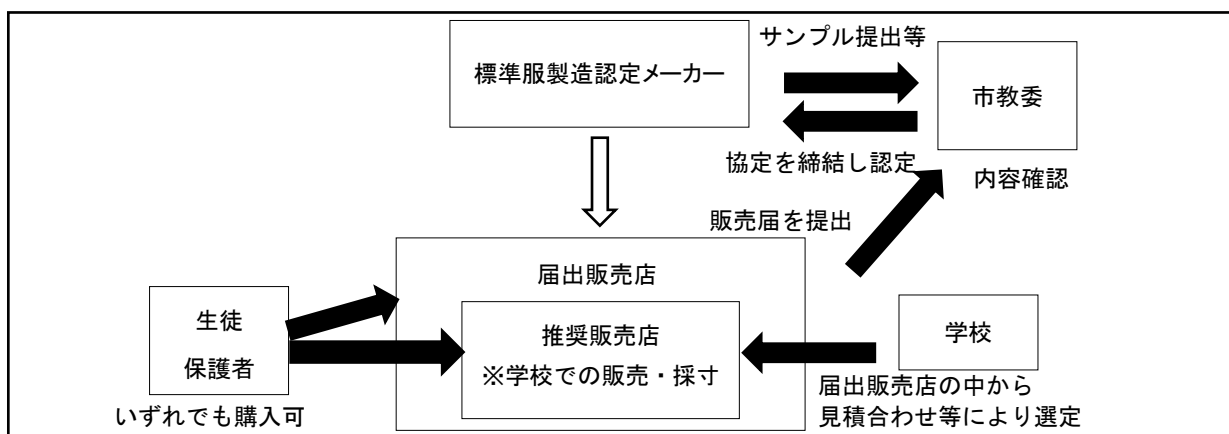 サンプル提出等
標準服製造認定メーカー
市教委
協定を締結し認定
内容確認
販売届を提出
届出販売店
生徒
保護者
推奨販売店
※学校での販売・採寸
学校
いずれでも購入可
届出販売店の中から
見積合わせ等により選定